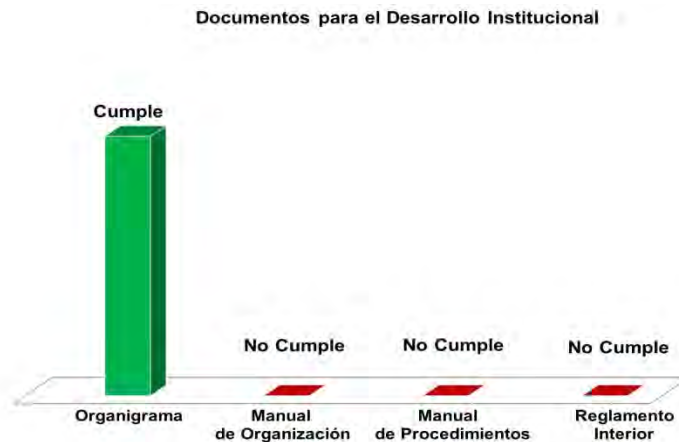 Documentos para el Desarrollo Institucional
Cumple
No Cumple
No Cumple
No Cumple
Organigrama
Manual
de Organización
Manual
de Procedimientos
Reglamento
Interior